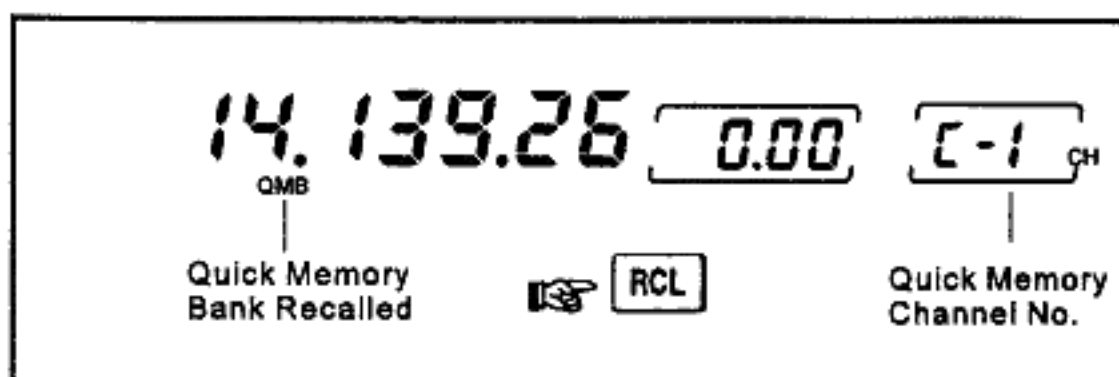 14.139.26 0.00 C-1 CH
QMB
Quick Memory
Bank Recalled
RCL
Quick Memory
Channel No.